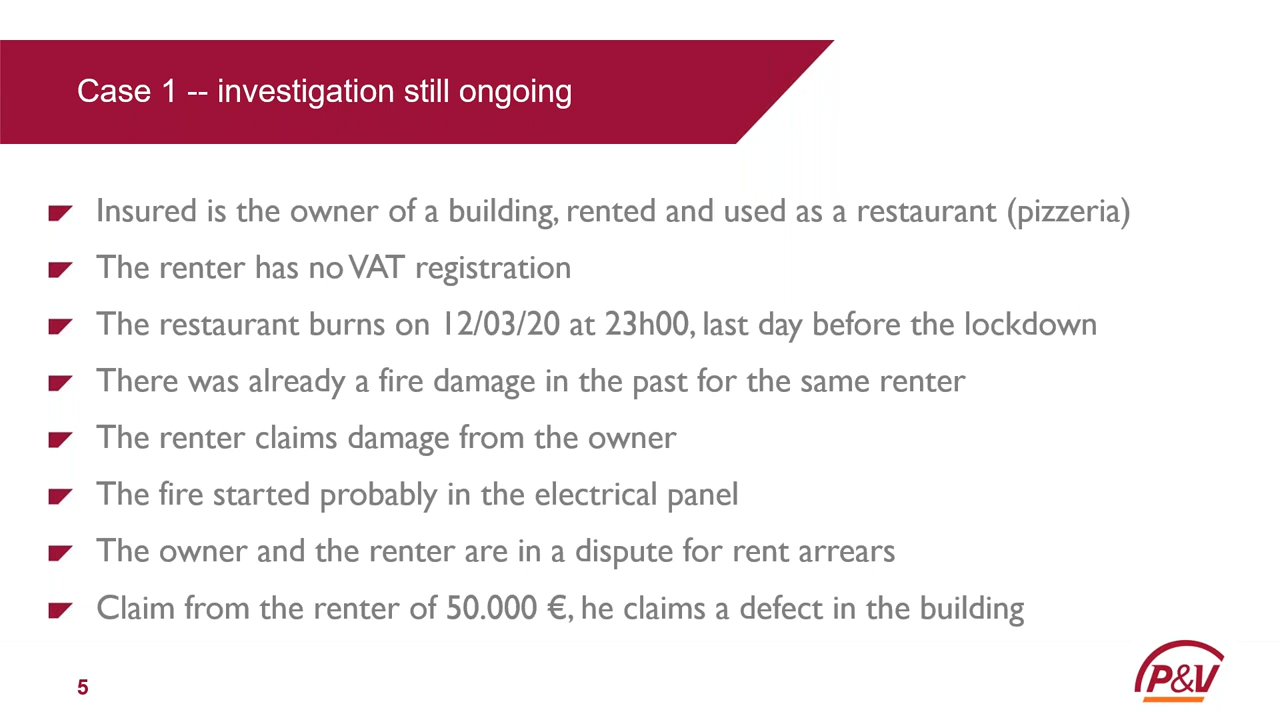 Case 1 -- investigation still ongoing
Insured is the owner of a building, rented and used as a restaurant (pizzeria)
The renter has no VAT registration
The restaurant burns on 12/03/20 at 23h00, last day before the lockdown
There was already a fire damage in the past for the same renter
The renter claims damage from the owner
The fire started probably in the electrical panel
The owner and the renter are in a dispute for rent arrears
Claim from the renter of 50.000 €, he claims a defect in the building
5
P&V